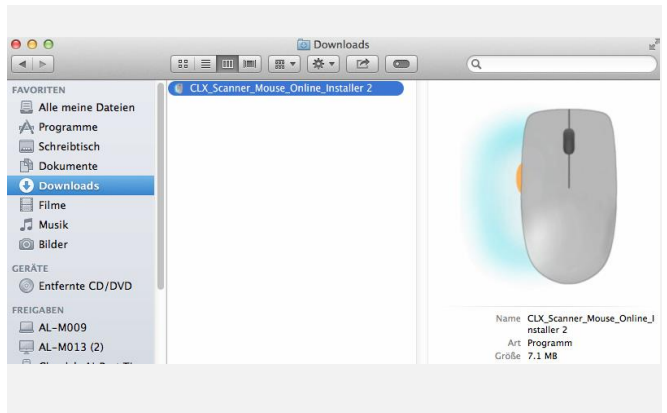 Downloads
FAVORITEN
Alle meine Dateien
Programme
Schreibtisch
Dokumente
Downloads
Filme
Musik
Bilder
GERÄTE
Entfernte CD/DVD
FREIGABEN
AL-M009
AL-M013 (2)
CLX_Scanner_Mouse_Online_Installer 2
Name CLX_Scanner_Mouse_Online_I
nstaller 2
Art Programm
Größe 7.1 MB